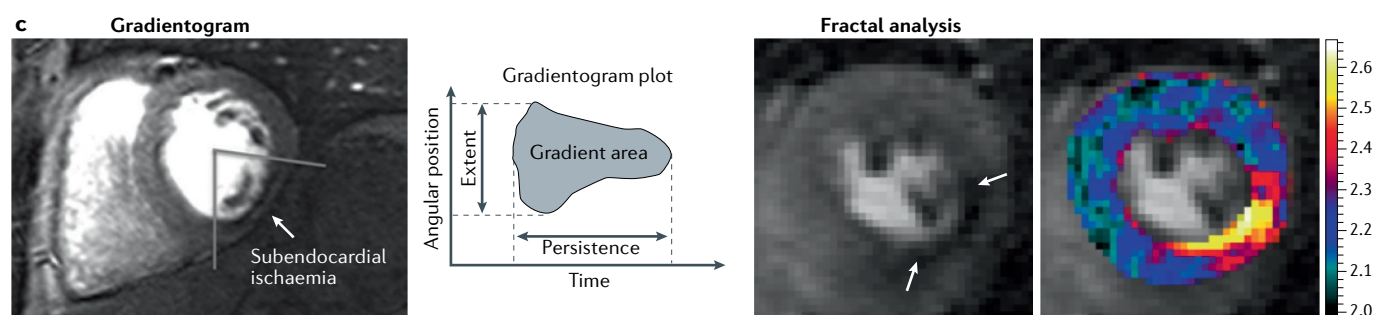 c
Gradientogram
Subendocardial
ischaemia
Gradientogram plot
Angular position
Extent
Gradient area
Persistence
Time
Fractal analysis
2.6
2.5
2.4
2.3
2.2
2.1
2.0